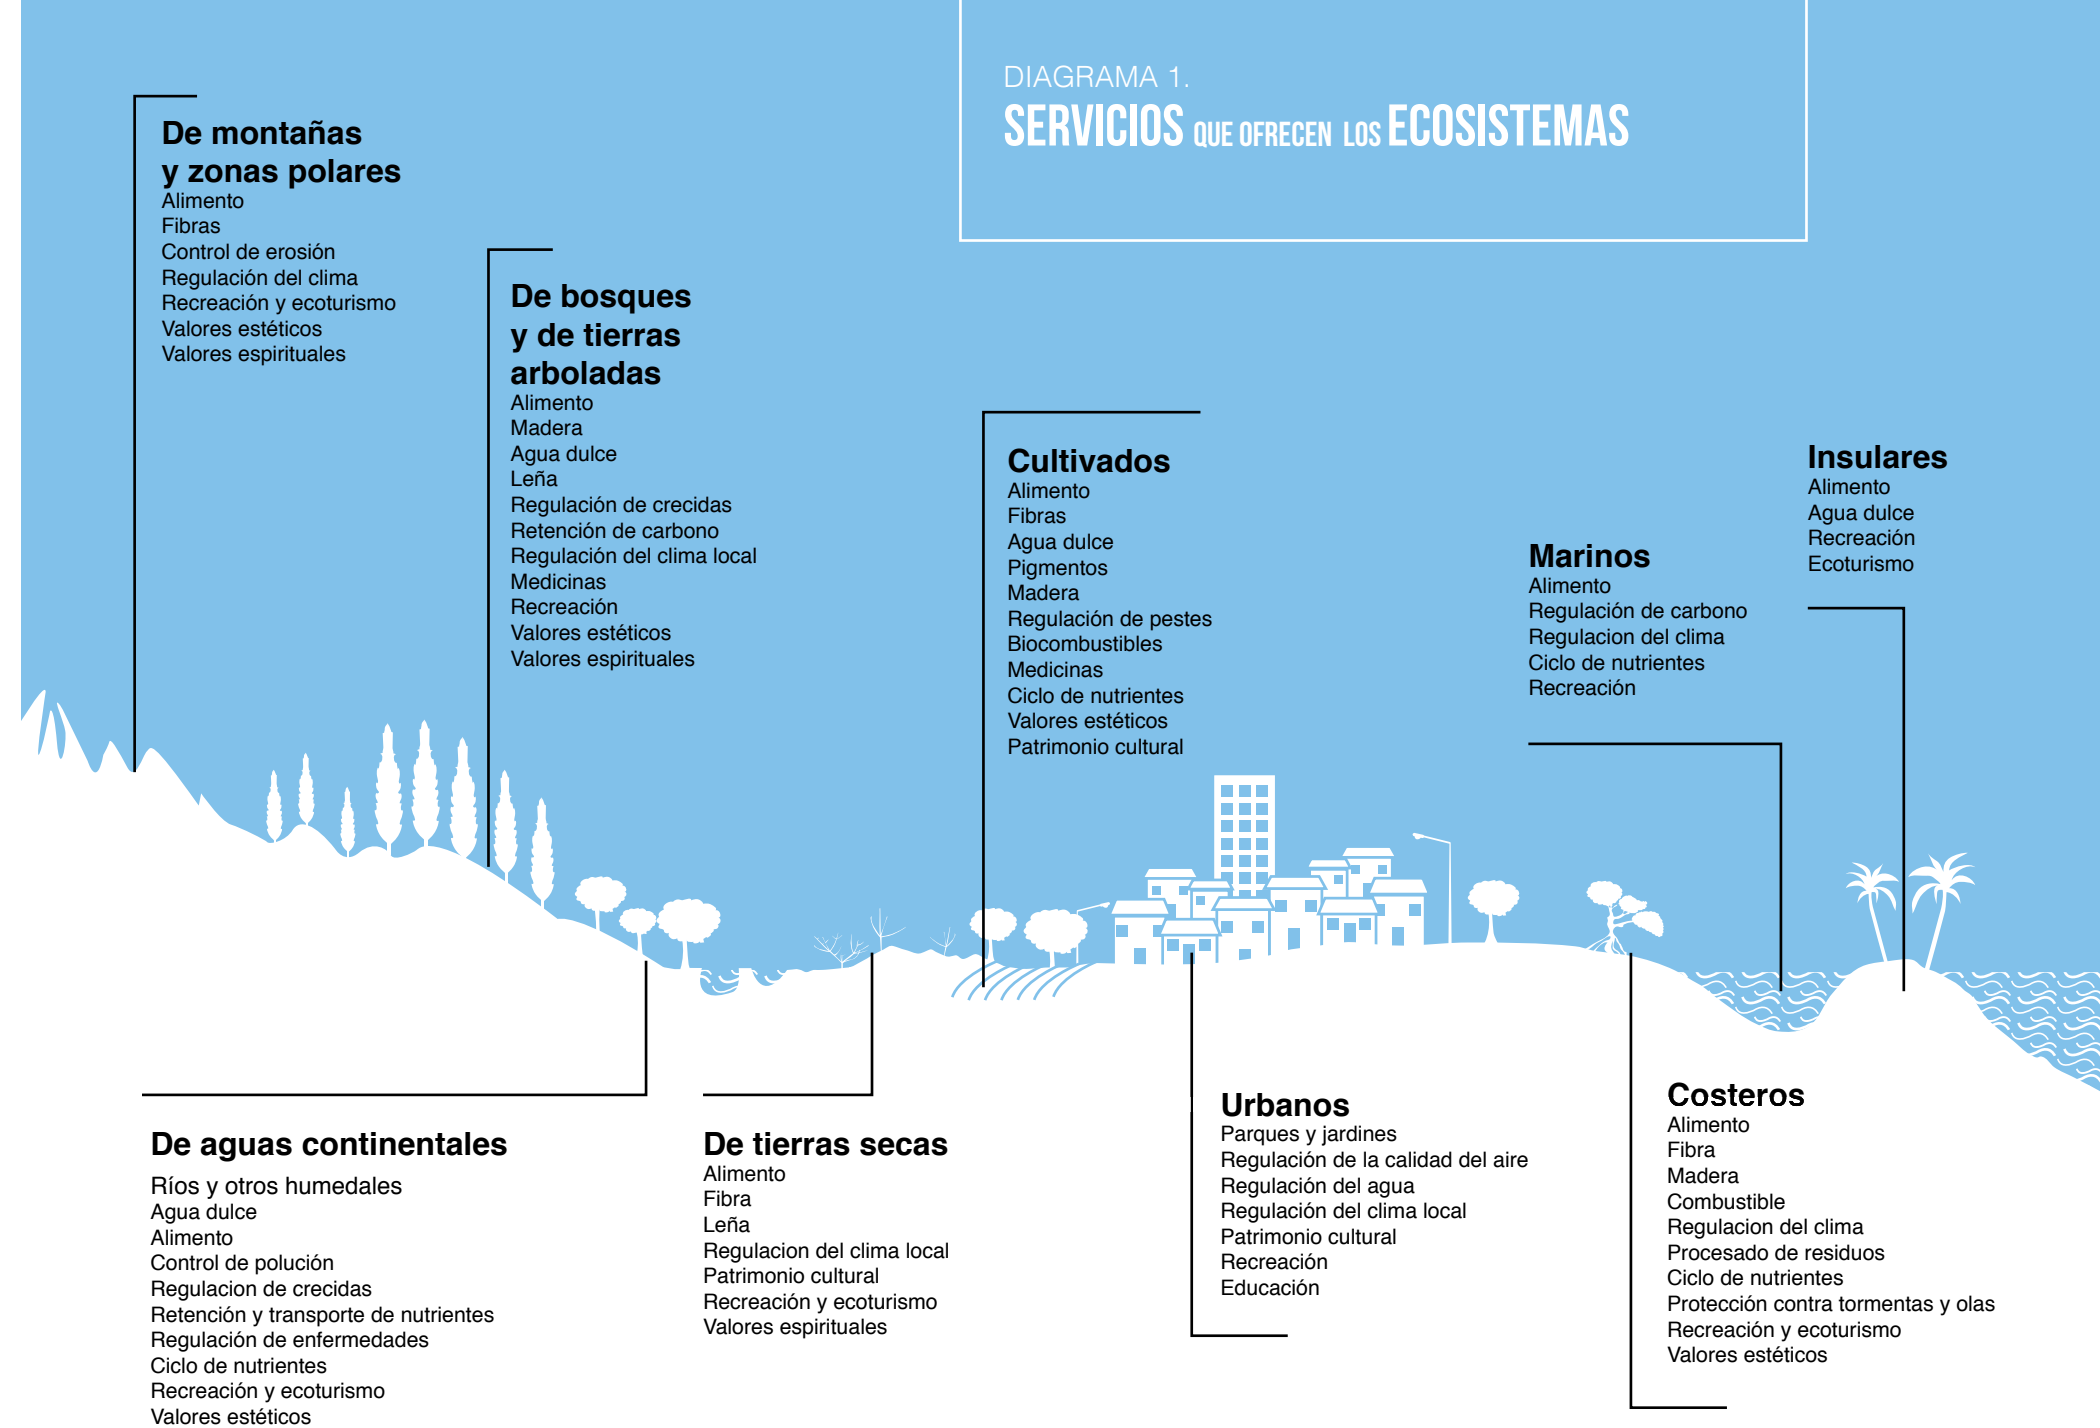 DIAGRAMA 1.
SERVICIOS QUE OFRECEN LOS ECOSISTEMAS
De montañas
y zonas polares
Alimento
Fibras
Control de erosión
Regulación del clima
Recreación y ecoturismo
Valores estéticos
Valores espirituales
De bosques
y de tierras
arboladas
Alimento
Madera
Agua dulce
Leña
Regulación de crecidas
Retención de carbono
Regulación del clima local
Medicinas
Recreación
Valores estéticos
Valores espirituales
Cultivados
Alimento
Fibras
Agua dulce
Pigmentos
Madera
Regulación de pestes
Biocombustibles
Medicinas
Ciclo de nutrientes
Valores estéticos
Patrimonio cultural
Marinos
Alimento
Regulación de carbono
Regulacion del clima
Ciclo de nutrientes
Recreación
Insulares
Alimento
Agua dulce
Recreación
Ecoturismo
De aguas continentales
Ríos y otros humedales
Agua dulce
Alimento
Control de polución
Regulacion de crecidas
Retención y transporte de nutrientes
Regulación de enfermedades
Ciclo de nutrientes
Recreación y ecoturismo
Valores estéticos
De tierras secas
Alimento
Fibra
Leña
Regulacion del clima local
Patrimonio cultural
Recreación y ecoturismo
Valores espirituales
Urbanos
Parques y jardines
Regulación de la calidad del aire
Regulación del agua
Regulación del clima local
Patrimonio cultural
Recreación
Educación
Costeros
Alimento
Fibra
Madera
Combustible
Regulacion del clima
Procesado de residuos
Ciclo de nutrientes
Protección contra tormentas y olas
Recreación y ecoturismo
Valores estéticos